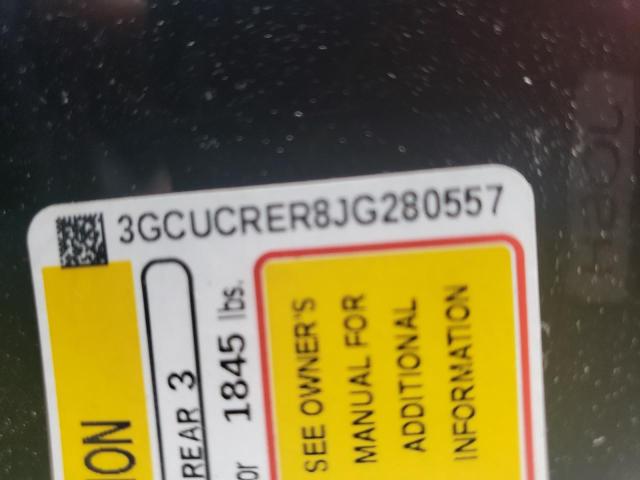 3GCUCRER8JG280557
ION
REAR 3
or 1845 lbs.
SEE OWNER'S
MANUAL FOR
ADDITIONAL
INFORMATION